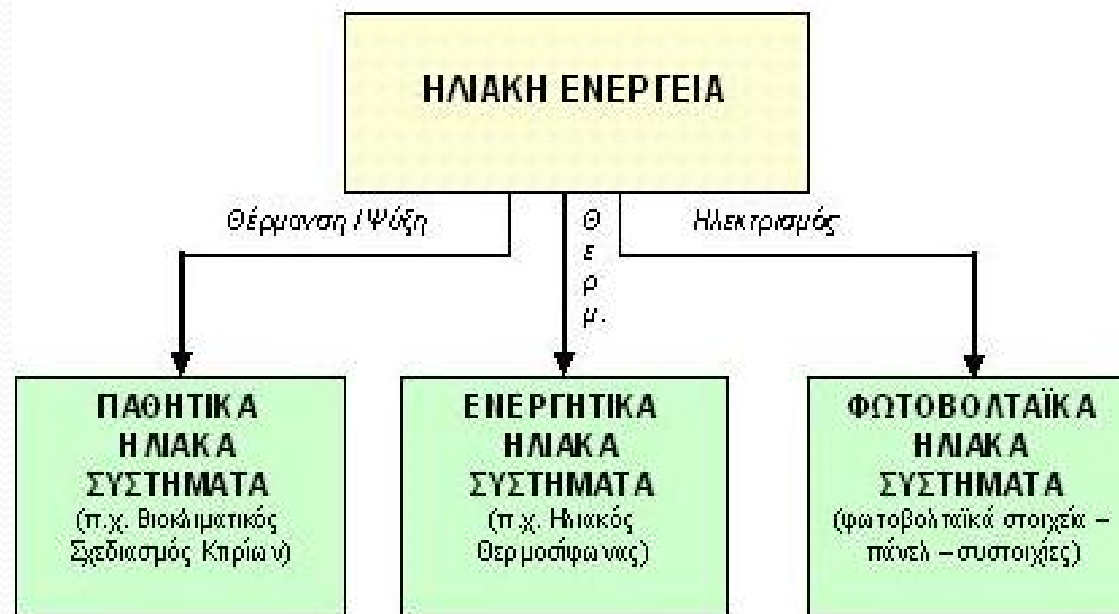 ΗΛΙΑΚΗ ΕΝΕΡΓΕΙΑ
Θέρμανση / Ψύξη
Θ
ε
ρ
μ.
Ηλεκτρισμός
ΠΑΘΗΤΙΚΑ
ΗΛΙΑΚΑ
ΣΥΣΤΗΜΑΤΑ
(π.χ. Βιοκλιματικός
Σχεδιασμός Κτιρίων)
ΕΝΕΡΓΗΤΙΚΑ
ΗΛΙΑΚΑ
ΣΥΣΤΗΜΑΤΑ
(π.χ. Ηλιακός
Θερμοσίφωνας)
ΦΩΤΟΒΟΛΤΑΪΚΑ
ΗΛΙΑΚΑ
ΣΥΣΤΗΜΑΤΑ
(φωτοβολταϊκά στοιχεία –
πάνελ – συστοιχίες)